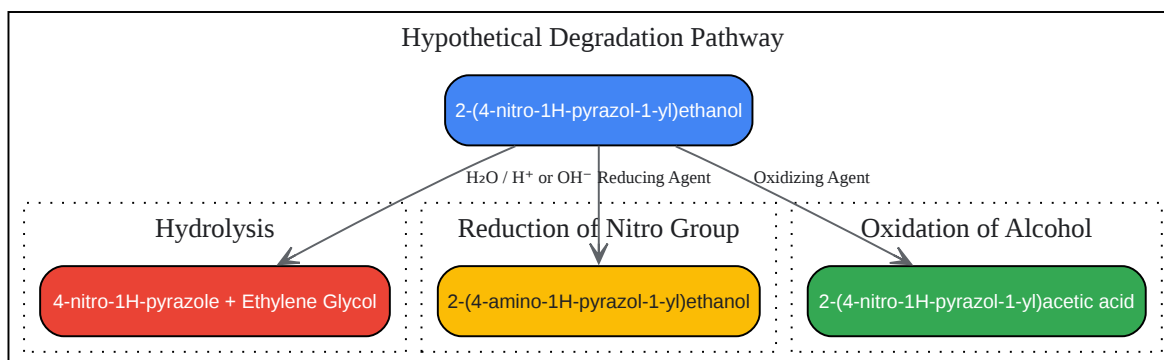 Hypothetical Degradation Pathway
2-(4-nitro-1H-pyrazol-1-yl)ethanol
H₂O / H⁺ or OH⁻
Reducing Agent
Oxidizing Agent
Hydrolysis
Reduction of Nitro Group
Oxidation of Alcohol
4-nitro-1H-pyrazole + Ethylene Glycol
2-(4-amino-1H-pyrazol-1-yl)ethanol
2-(4-nitro-1H-pyrazol-1-yl)acetic acid